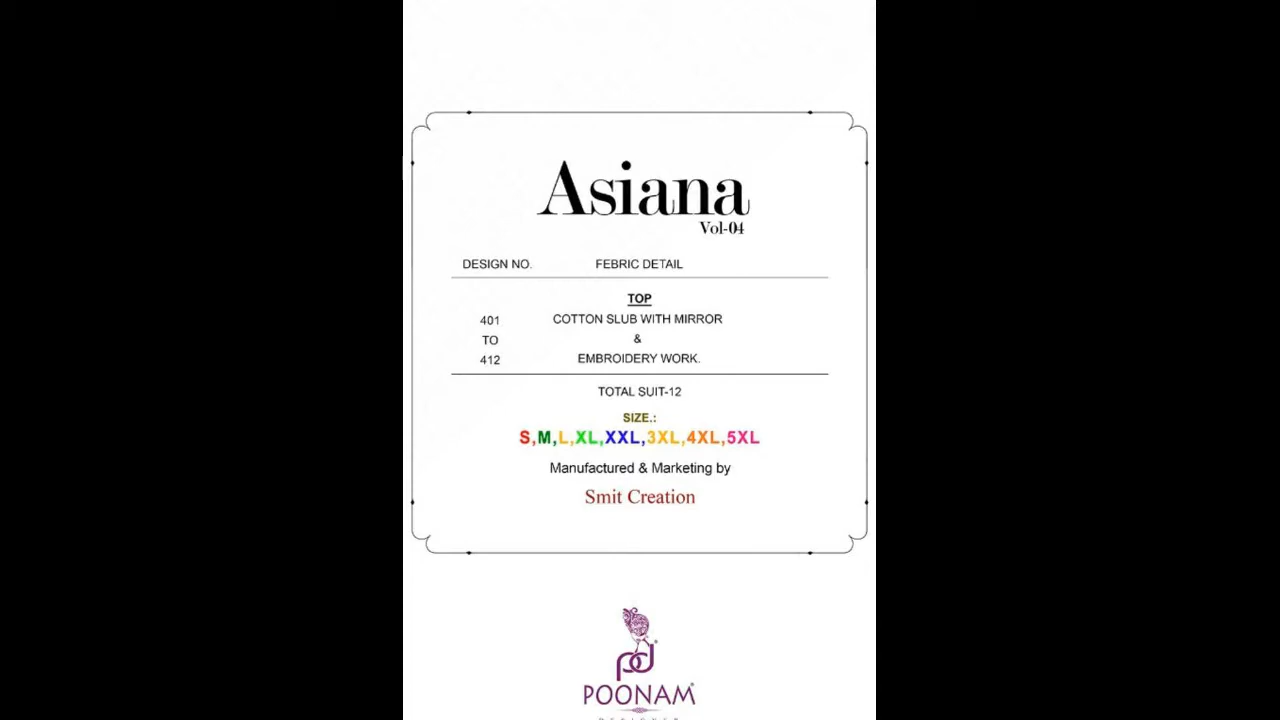 Asiana
Vol-04
DESIGN NO. FEBRIC DETAIL
TOP
401 COTTON SLUB WITH MIRROR
TO &
412 EMBROIDERY WORK.
TOTAL SUIT-12
SIZE.:
S,M,L,XL,XXL,3XL,4XL,5XL
Manufactured & Marketing by
Smit Creation
pd
POONAM